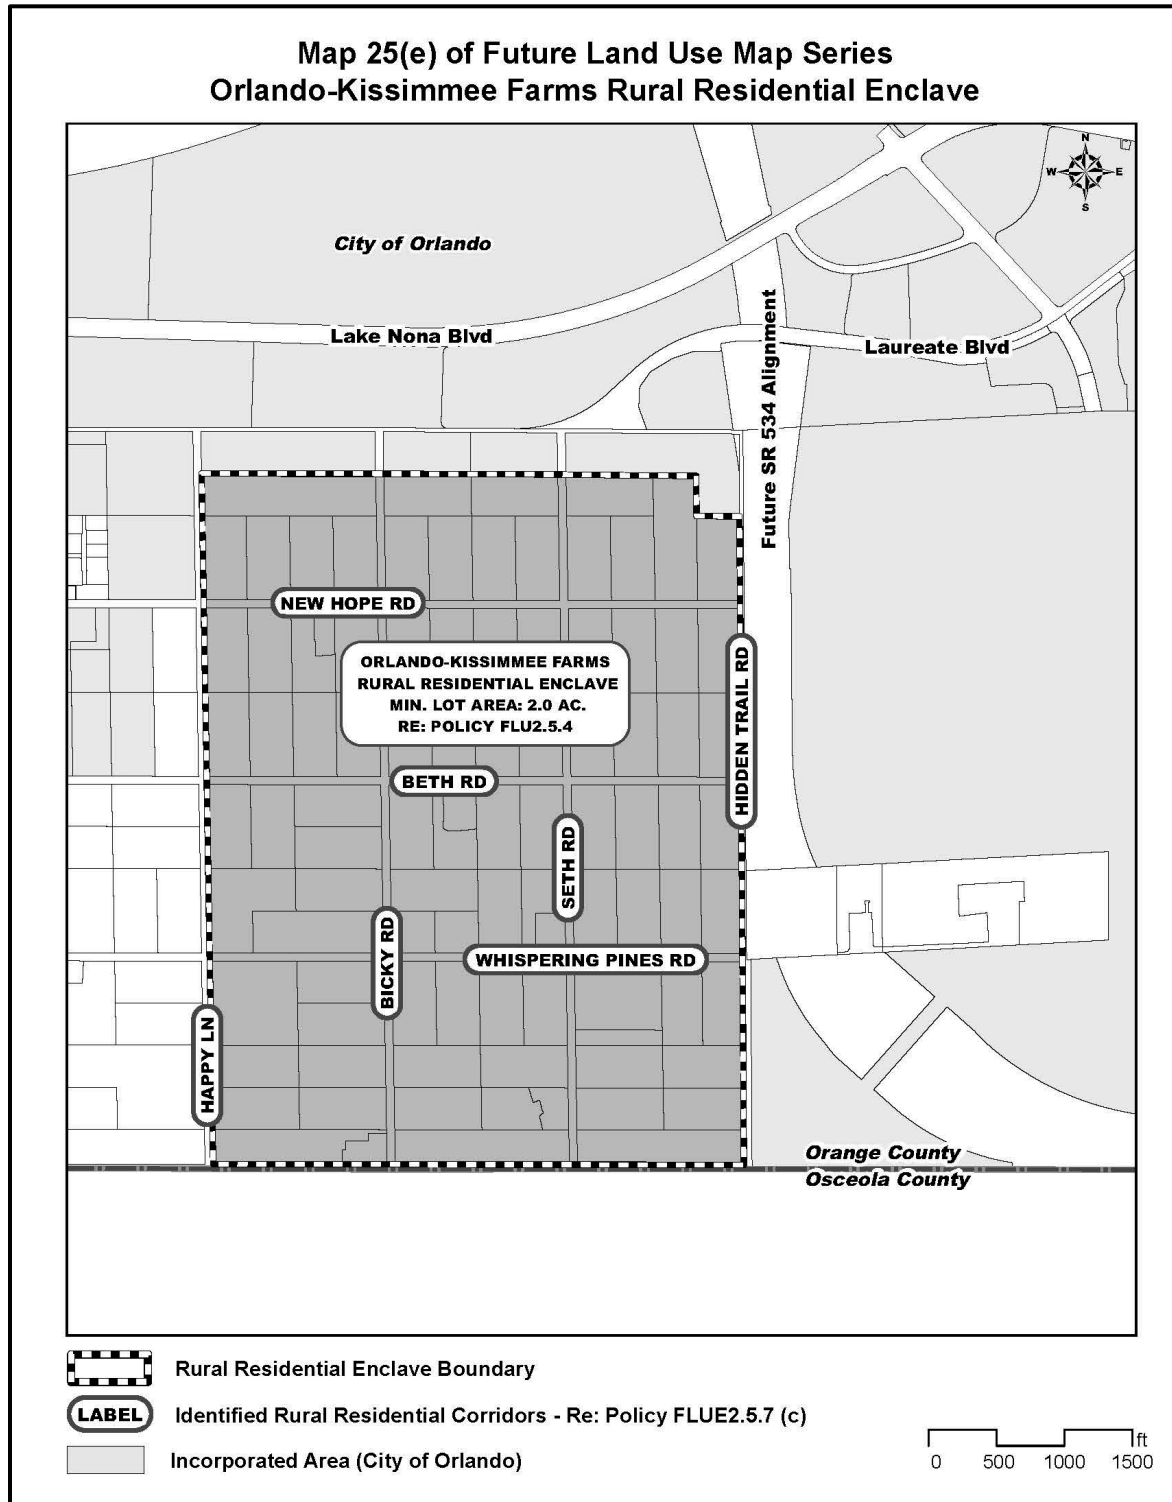 Map 25(e) of Future Land Use Map Series
Orlando-Kissimmee Farms Rural Residential Enclave
N
W E
S
City of Orlando
Lake Nona Blvd
Laureate Blvd
Future SR 534 Alignment
NEW HOPE RD
ORLANDO-KISSIMMEE FARMS
RURAL RESIDENTIAL ENCLAVE
MIN. LOT AREA: 2.0 AC.
RE: POLICY FLU2.5.4
HIDDEN TRAIL RD
BETH RD
SETH RD
BICKY RD
WHISPERING PINES RD
HAPPY LN
Orange County
Osceola County
Rural Residential Enclave Boundary
LABEL Identified Rural Residential Corridors - Re: Policy FLUE2.5.7 (c)
Incorporated Area (City of Orlando)
ft
0 500 1000 1500